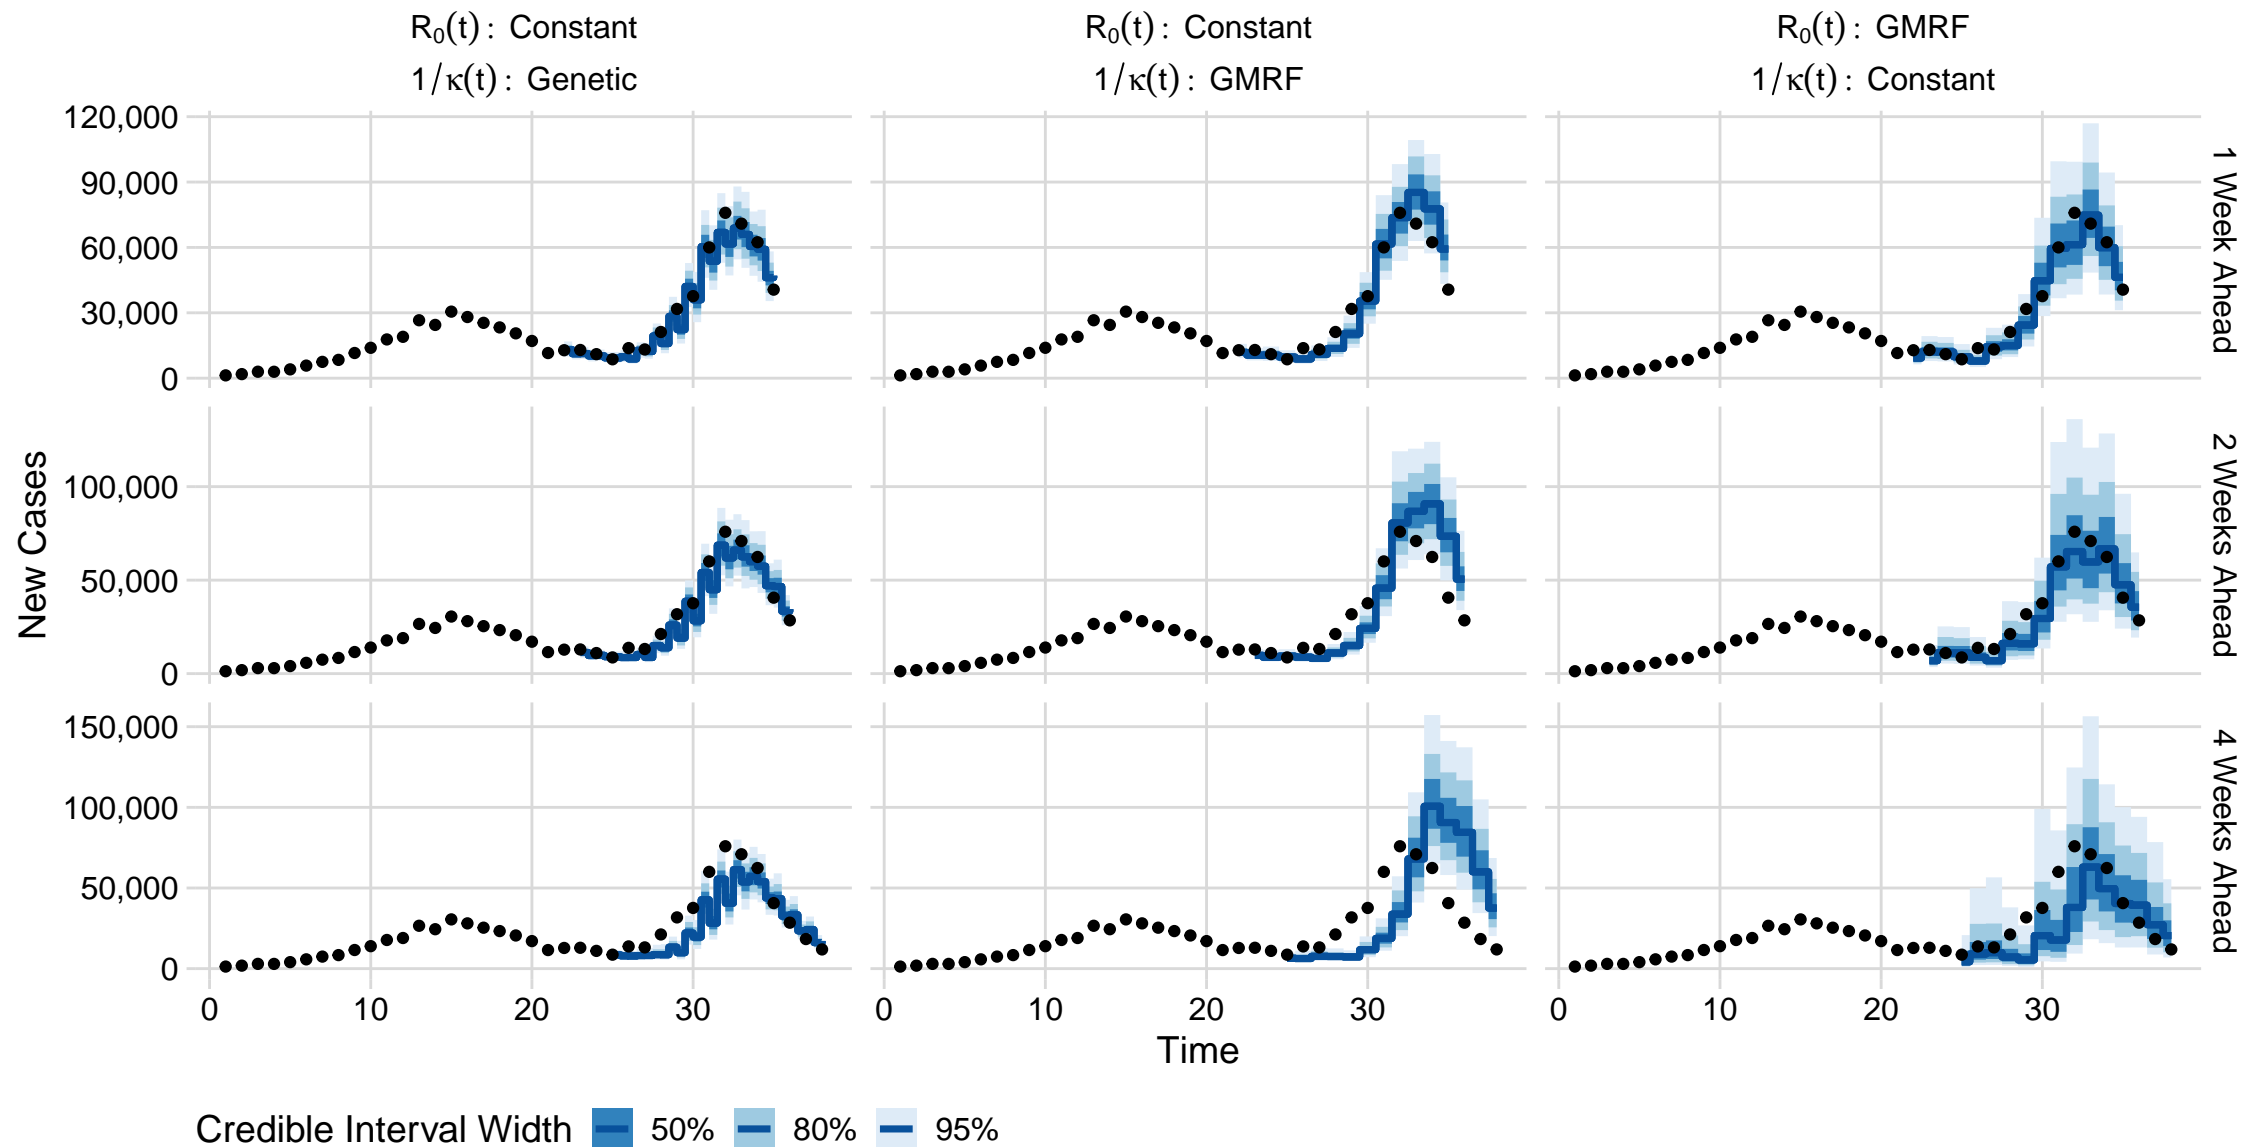 R₀(t) : Constant
1/κ(t) : Genetic
R₀(t) : Constant
1/κ(t) : GMRF
R₀(t) : GMRF
1/κ(t) : Constant
120,000
90,000
60,000
30,000
0
1 Week Ahead
100,000
50,000
0
2 Weeks Ahead
150,000
100,000
50,000
0
4 Weeks Ahead
New Cases
0 10 20 30
0 10 20 30
0 10 20 30
Time
Credible Interval Width 50% 80% 95%